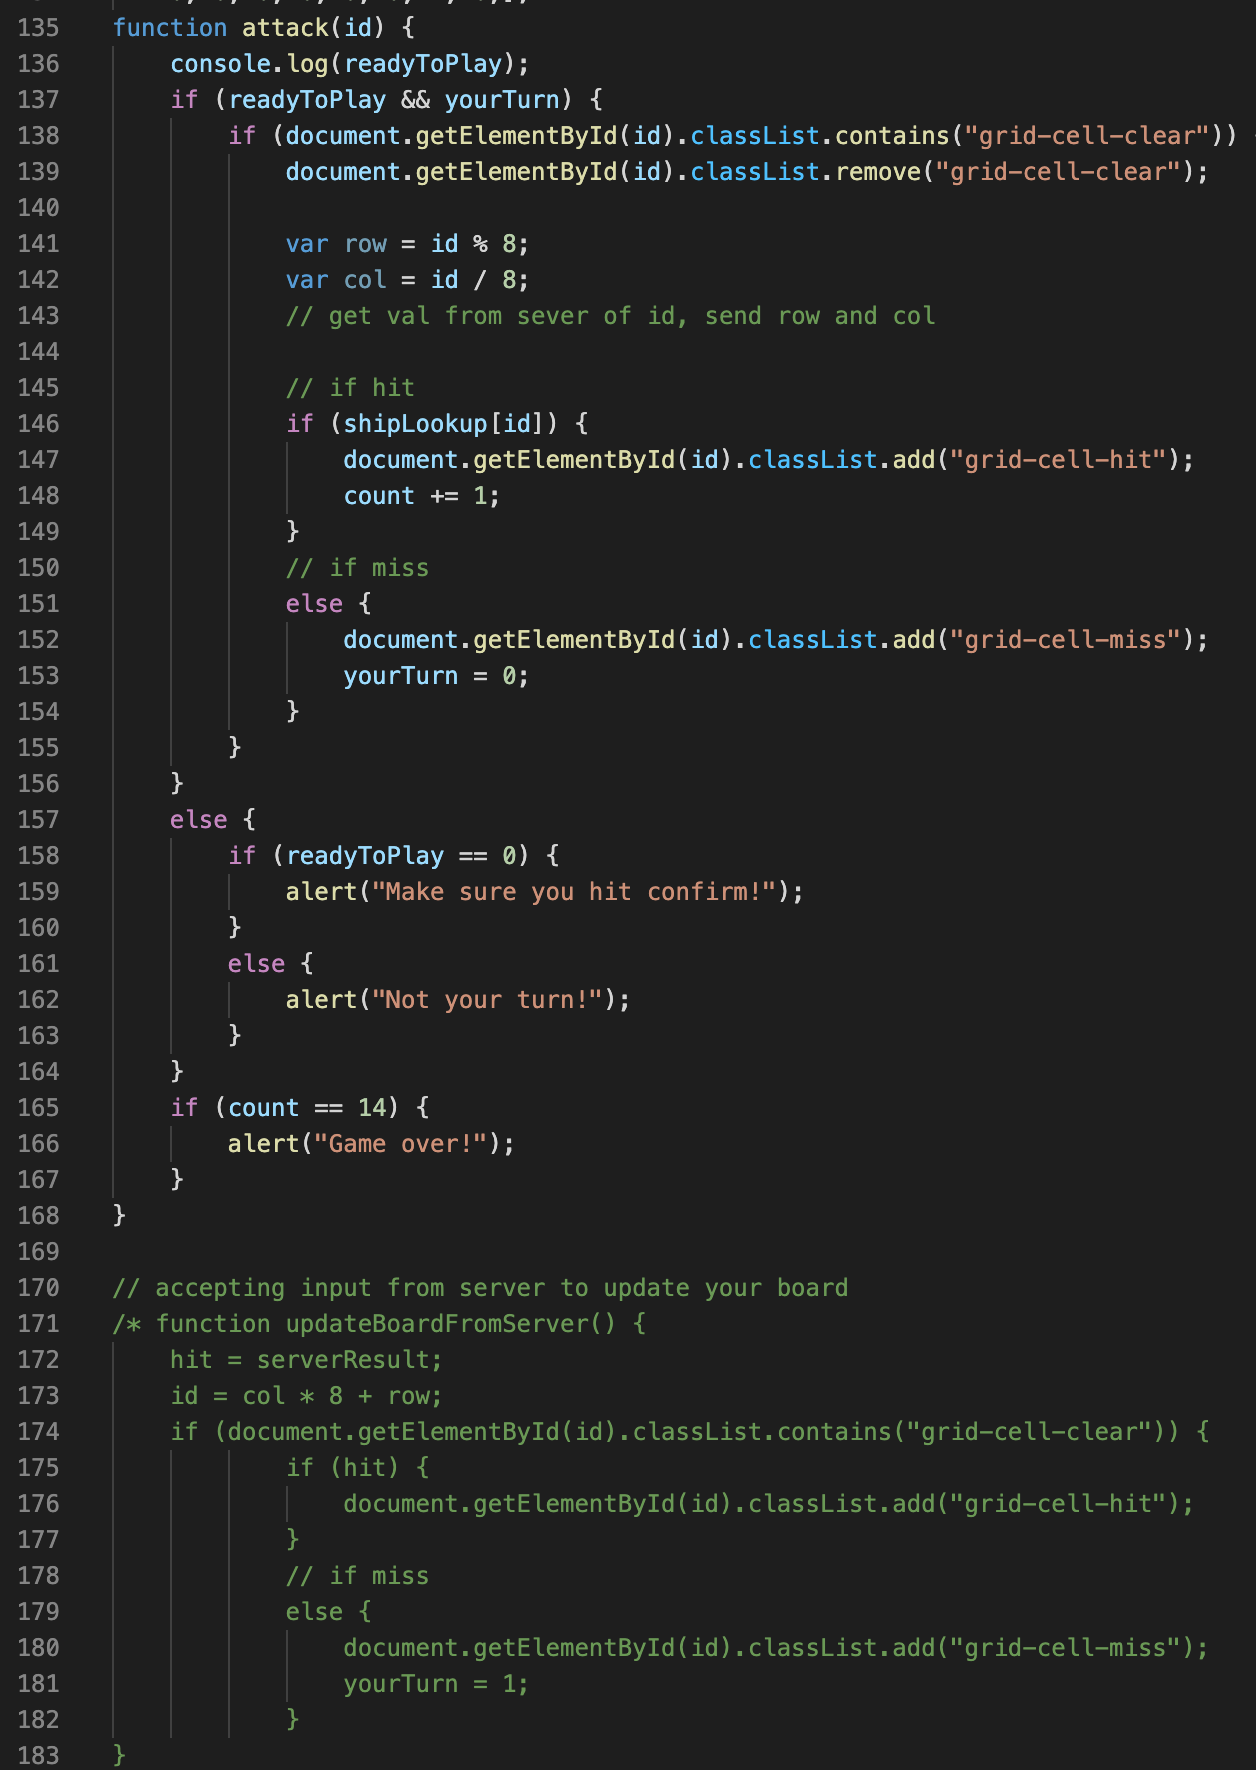 135 function attack(id) {
136 console.log(readyToPlay);
137 if (readyToPlay && yourTurn) {
138 if (document.getElementById(id).classList.contains("grid-cell-clear"))
139 document.getElementById(id).classList.remove("grid-cell-clear");
140
141 var row = id % 8;
142 var col = id / 8;
143 // get val from sever of id, send row and col
144
145 // if hit
146 if (shipLookup[id]) {
147 document.getElementById(id).classList.add("grid-cell-hit");
148 count += 1;
149 }
150 // if miss
151 else {
152 document.getElementById(id).classList.add("grid-cell-miss");
153 yourTurn = 0;
154 }
155 }
156 }
157 else {
158 if (readyToPlay == 0) {
159 alert("Make sure you hit confirm!");
160 }
161 else {
162 alert("Not your turn!");
163 }
164 }
165 if (count == 14) {
166 alert("Game over!");
167 }
168 }
169
170 // accepting input from server to update your board
171 /* function updateBoardFromServer() {
172 hit = serverResult;
173 id = col * 8 + row;
174 if (document.getElementById(id).classList.contains("grid-cell-clear")) {
175 if (hit) {
176 document.getElementById(id).classList.add("grid-cell-hit");
177 }
178 // if miss
179 else {
180 document.getElementById(id).classList.add("grid-cell-miss");
181 yourTurn = 1;
182 }
183 }